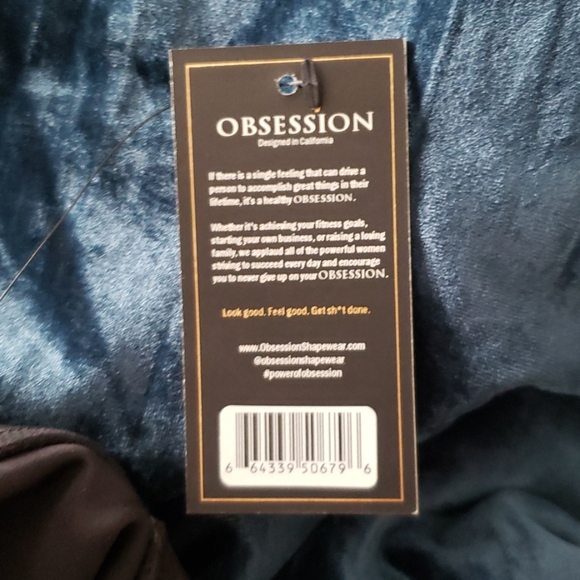 OBSESSION
Designed in California
If there is a single feeling that can drive a
person to accomplish great things in their
lifetime, it's a healthy OBSESSION.
Whether it's achieving your fitness goals,
starting your own business, or raising a loving
family, we applaud all of the powerful women
striving to succeed every day and encourage
you to never give up on your OBSESSION.
Look good. Feel good. Get sh*t done.
www.ObsessionShapewear.com
@obsessionshapewear
#powerofobsession
6 64339 50679 6